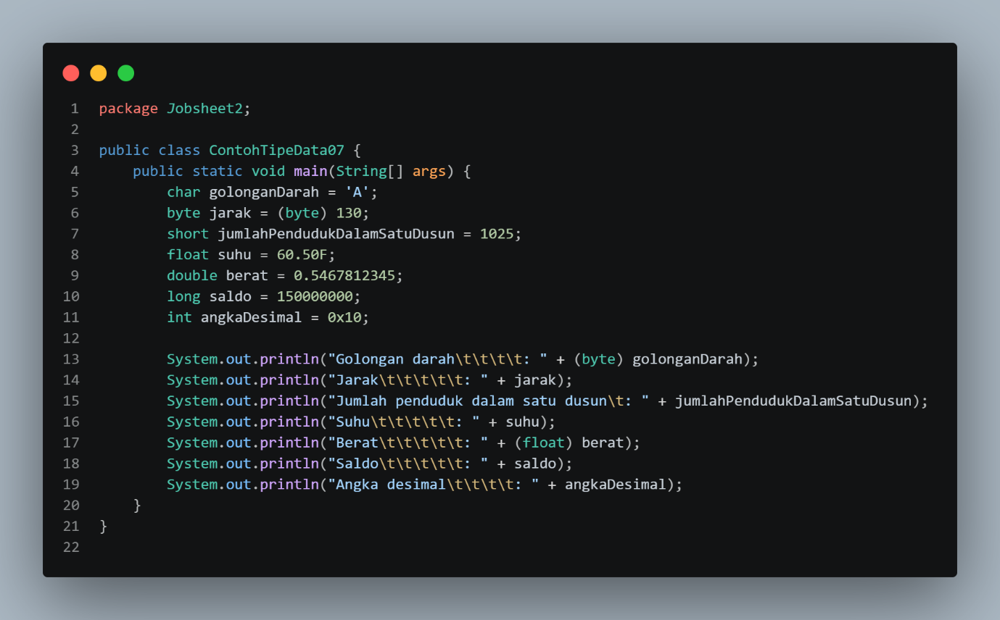 1 package Jobsheet2;
2
3 public class ContohTipeData07 {
4     public static void main(String[] args) {
5         char golonganDarah = 'A';
6         byte jarak = (byte) 130;
7         short jumlahPendudukDalamSatuDusun = 1025;
8         float suhu = 60.50F;
9         double berat = 0.5467812345;
10         long saldo = 150000000;
11         int angkaDesimal = 0x10;
12
13         System.out.println("Golongan darah\t\t\t\t: " + (byte) golonganDarah);
14         System.out.println("Jarak\t\t\t\t\t: " + jarak);
15         System.out.println("Jumlah penduduk dalam satu dusun\t: " + jumlahPendudukDalamSatuDusun);
16         System.out.println("Suhu\t\t\t\t\t: " + suhu);
17         System.out.println("Berat\t\t\t\t\t: " + (float) berat);
18         System.out.println("Saldo\t\t\t\t\t: " + saldo);
19         System.out.println("Angka desimal\t\t\t\t: " + angkaDesimal);
20     }
21 }
22